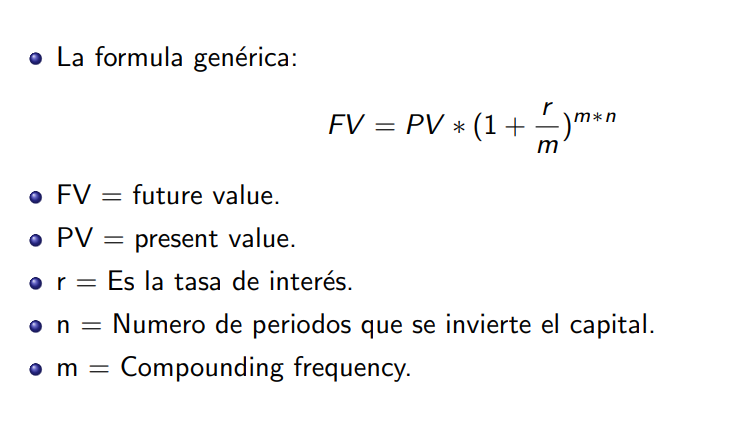 La formula genérica:
FV = PV ∗ (1 + r/m)^{m∗n}
FV = future value.
PV = present value.
r = Es la tasa de interés.
n = Numero de periodos que se invierte el capital.
m = Compounding frequency.